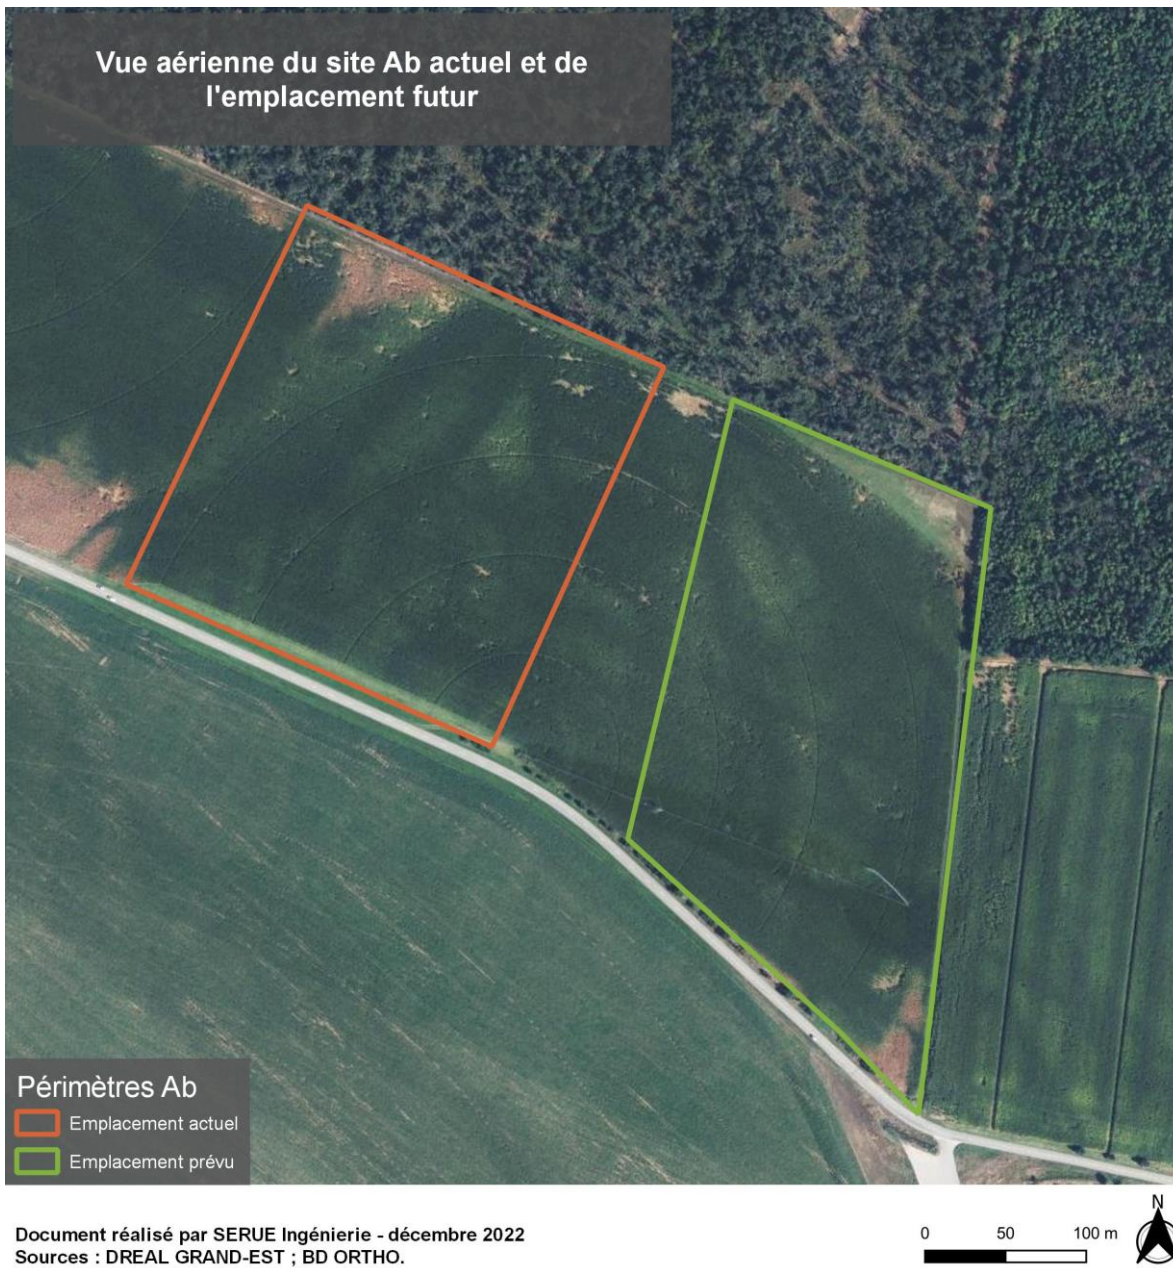 Vue aérienne du site Ab actuel et de
l'emplacement futur
Périmètres Ab
Emplacement actuel
Emplacement prévu
Document réalisé par SERUE Ingénierie - décembre 2022
Sources : DREAL GRAND-EST ; BD ORTHO.
0 50 100 m
N